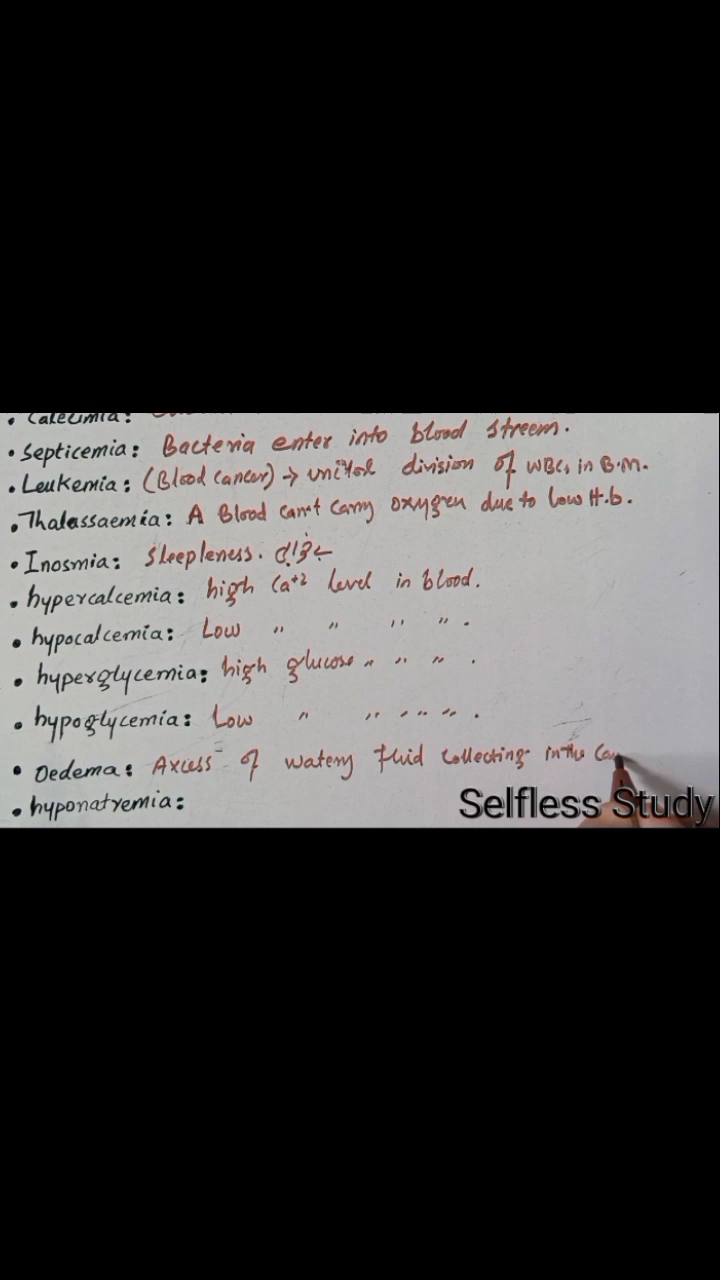 • Septicemia: Bacteria enter into blood streem.
• Leukemia: (Blood cancer) → division of WBCs in B.M.
• Thalassaemia: A Blood can't carry oxygen due to low H.b.
• Inosmia: Sleepleness.
• hypercalcemia: high Ca+2 level in blood.
• hypocalcemia: Low " " " " .
• hyperglycemia: high glucose " " " .
• hypoglycemia: Low " " " " .
• Oedema: Axcess of watery fluid collecting in the
• hyponatremia:
Selfless Study